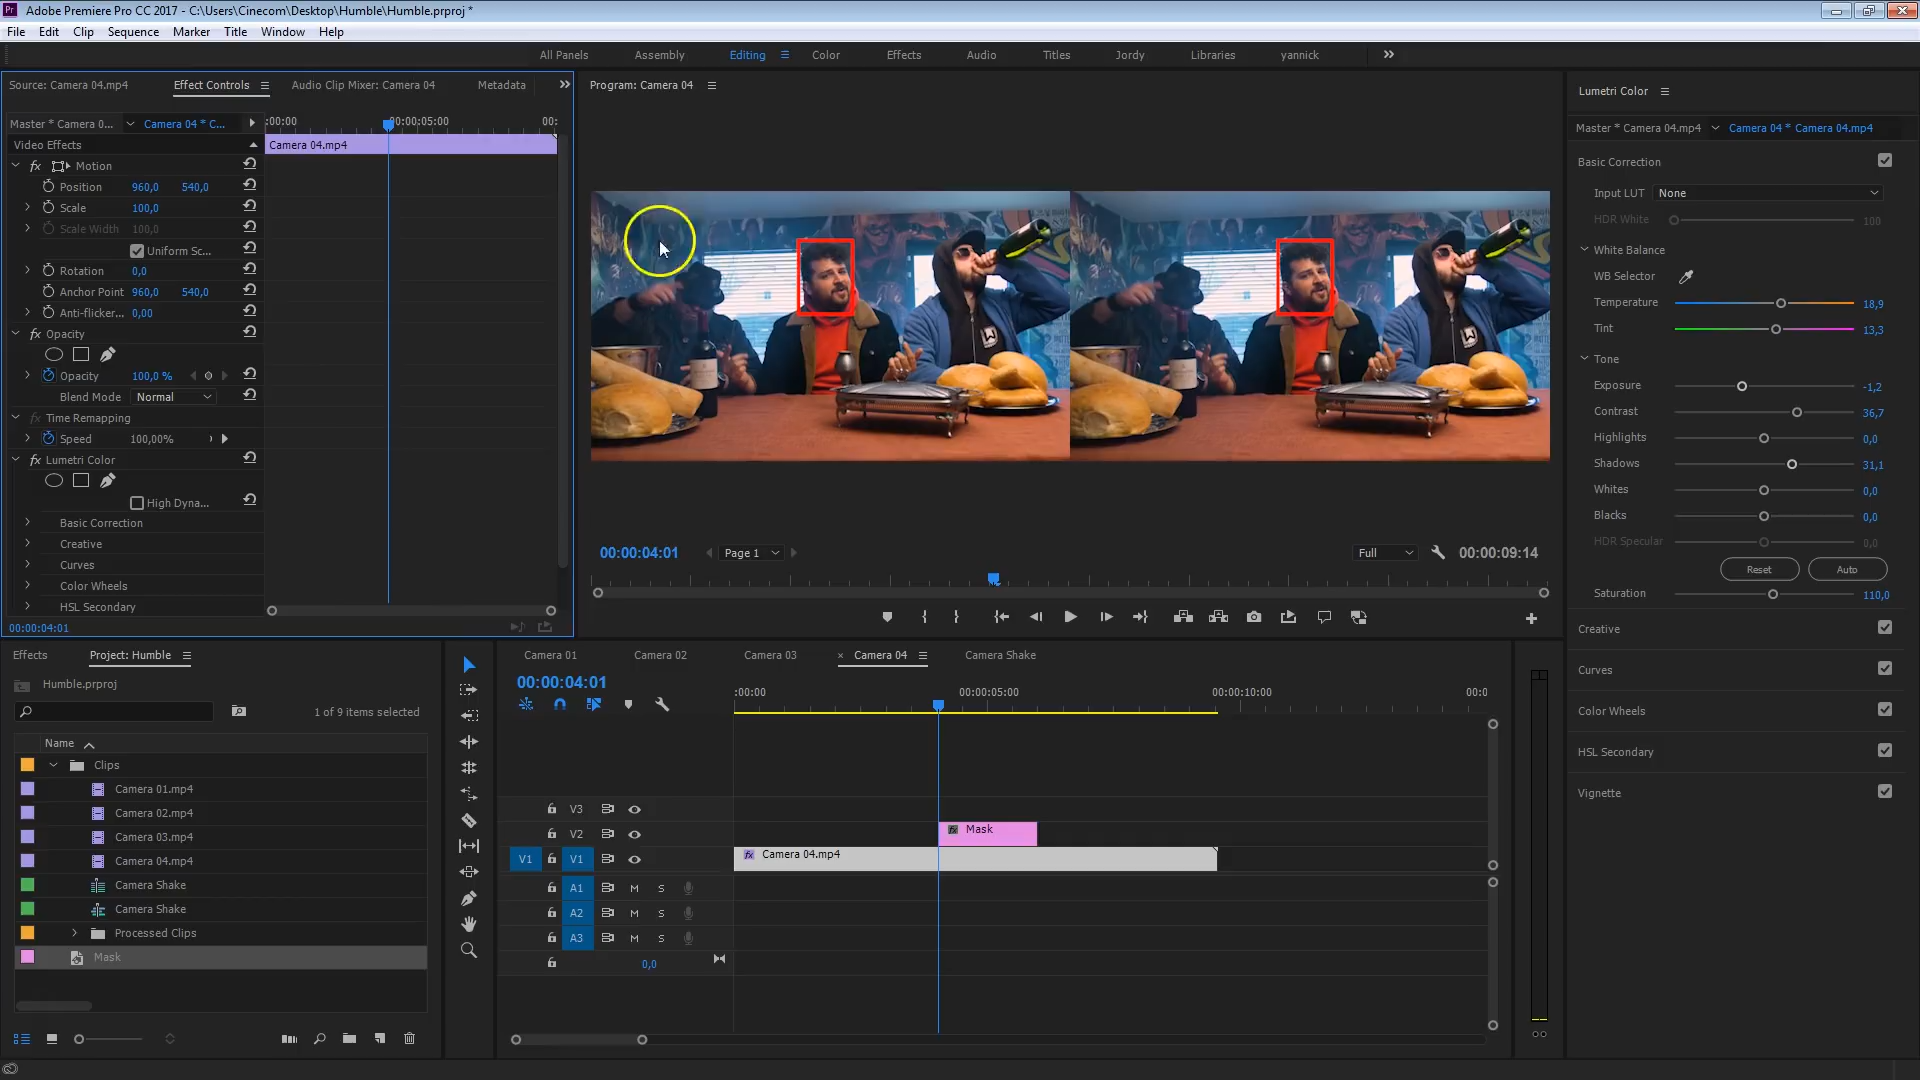 Adobe Premiere Pro CC 2017 - C:\Users\Cinecom\Desktop\Humble\Humble.prproj *
File Edit Clip Sequence Marker Title Window Help
All Panels Assembly Editing Color Effects Audio Titles Jordy Libraries yannick
Source: Camera 04.mp4 Effect Controls Audio Clip Mixer: Camera 04 Metadata
Master * Camera 0... Camera 04 * C...
:00:00 00:00:05:00 00:
Video Effects
Camera 04.mp4
fx Motion
Position 960,0 540,0
Scale 100,0
Scale Width 100,0
Uniform Sc...
Rotation 0,0
Anchor Point 960,0 540,0
Anti-flicker... 0,00
fx Opacity
Opacity 100,0 %
Blend Mode Normal
fx Time Remapping
Speed 100,00%
fx Lumetri Color
High Dyna...
Basic Correction
Creative
Curves
Color Wheels
HSL Secondary
00:00:04:01
Program: Camera 04
00:00:04:01 Page 1 Full 00:00:09:14
Lumetri Color
Master * Camera 04.mp4 Camera 04 * Camera 04.mp4
Basic Correction
Input LUT None
HDR White 100
White Balance
WB Selector
Temperature 18,9
Tint 13,3
Tone
Exposure -1,2
Contrast 36,7
Highlights 0,0
Shadows 31,1
Whites 0,0
Blacks 0,0
HDR Specular 0,0
Reset Auto
Saturation 110,0
Creative
Curves
Color Wheels
HSL Secondary
Vignette
Effects Project: Humble
Humble.prproj
1 of 9 items selected
Name
Clips
Camera 01.mp4
Camera 02.mp4
Camera 03.mp4
Camera 04.mp4
Camera Shake
Camera Shake
Processed Clips
Mask
Camera 01 Camera 02 Camera 03 × Camera 04 Camera Shake
00:00:04:01
:00:00 00:00:05:00 00:00:10:00 00:0
V3
V2
fx Mask
V1 V1
fx Camera 04.mp4
A1 M S
A2 M S
A3 M S
0,0